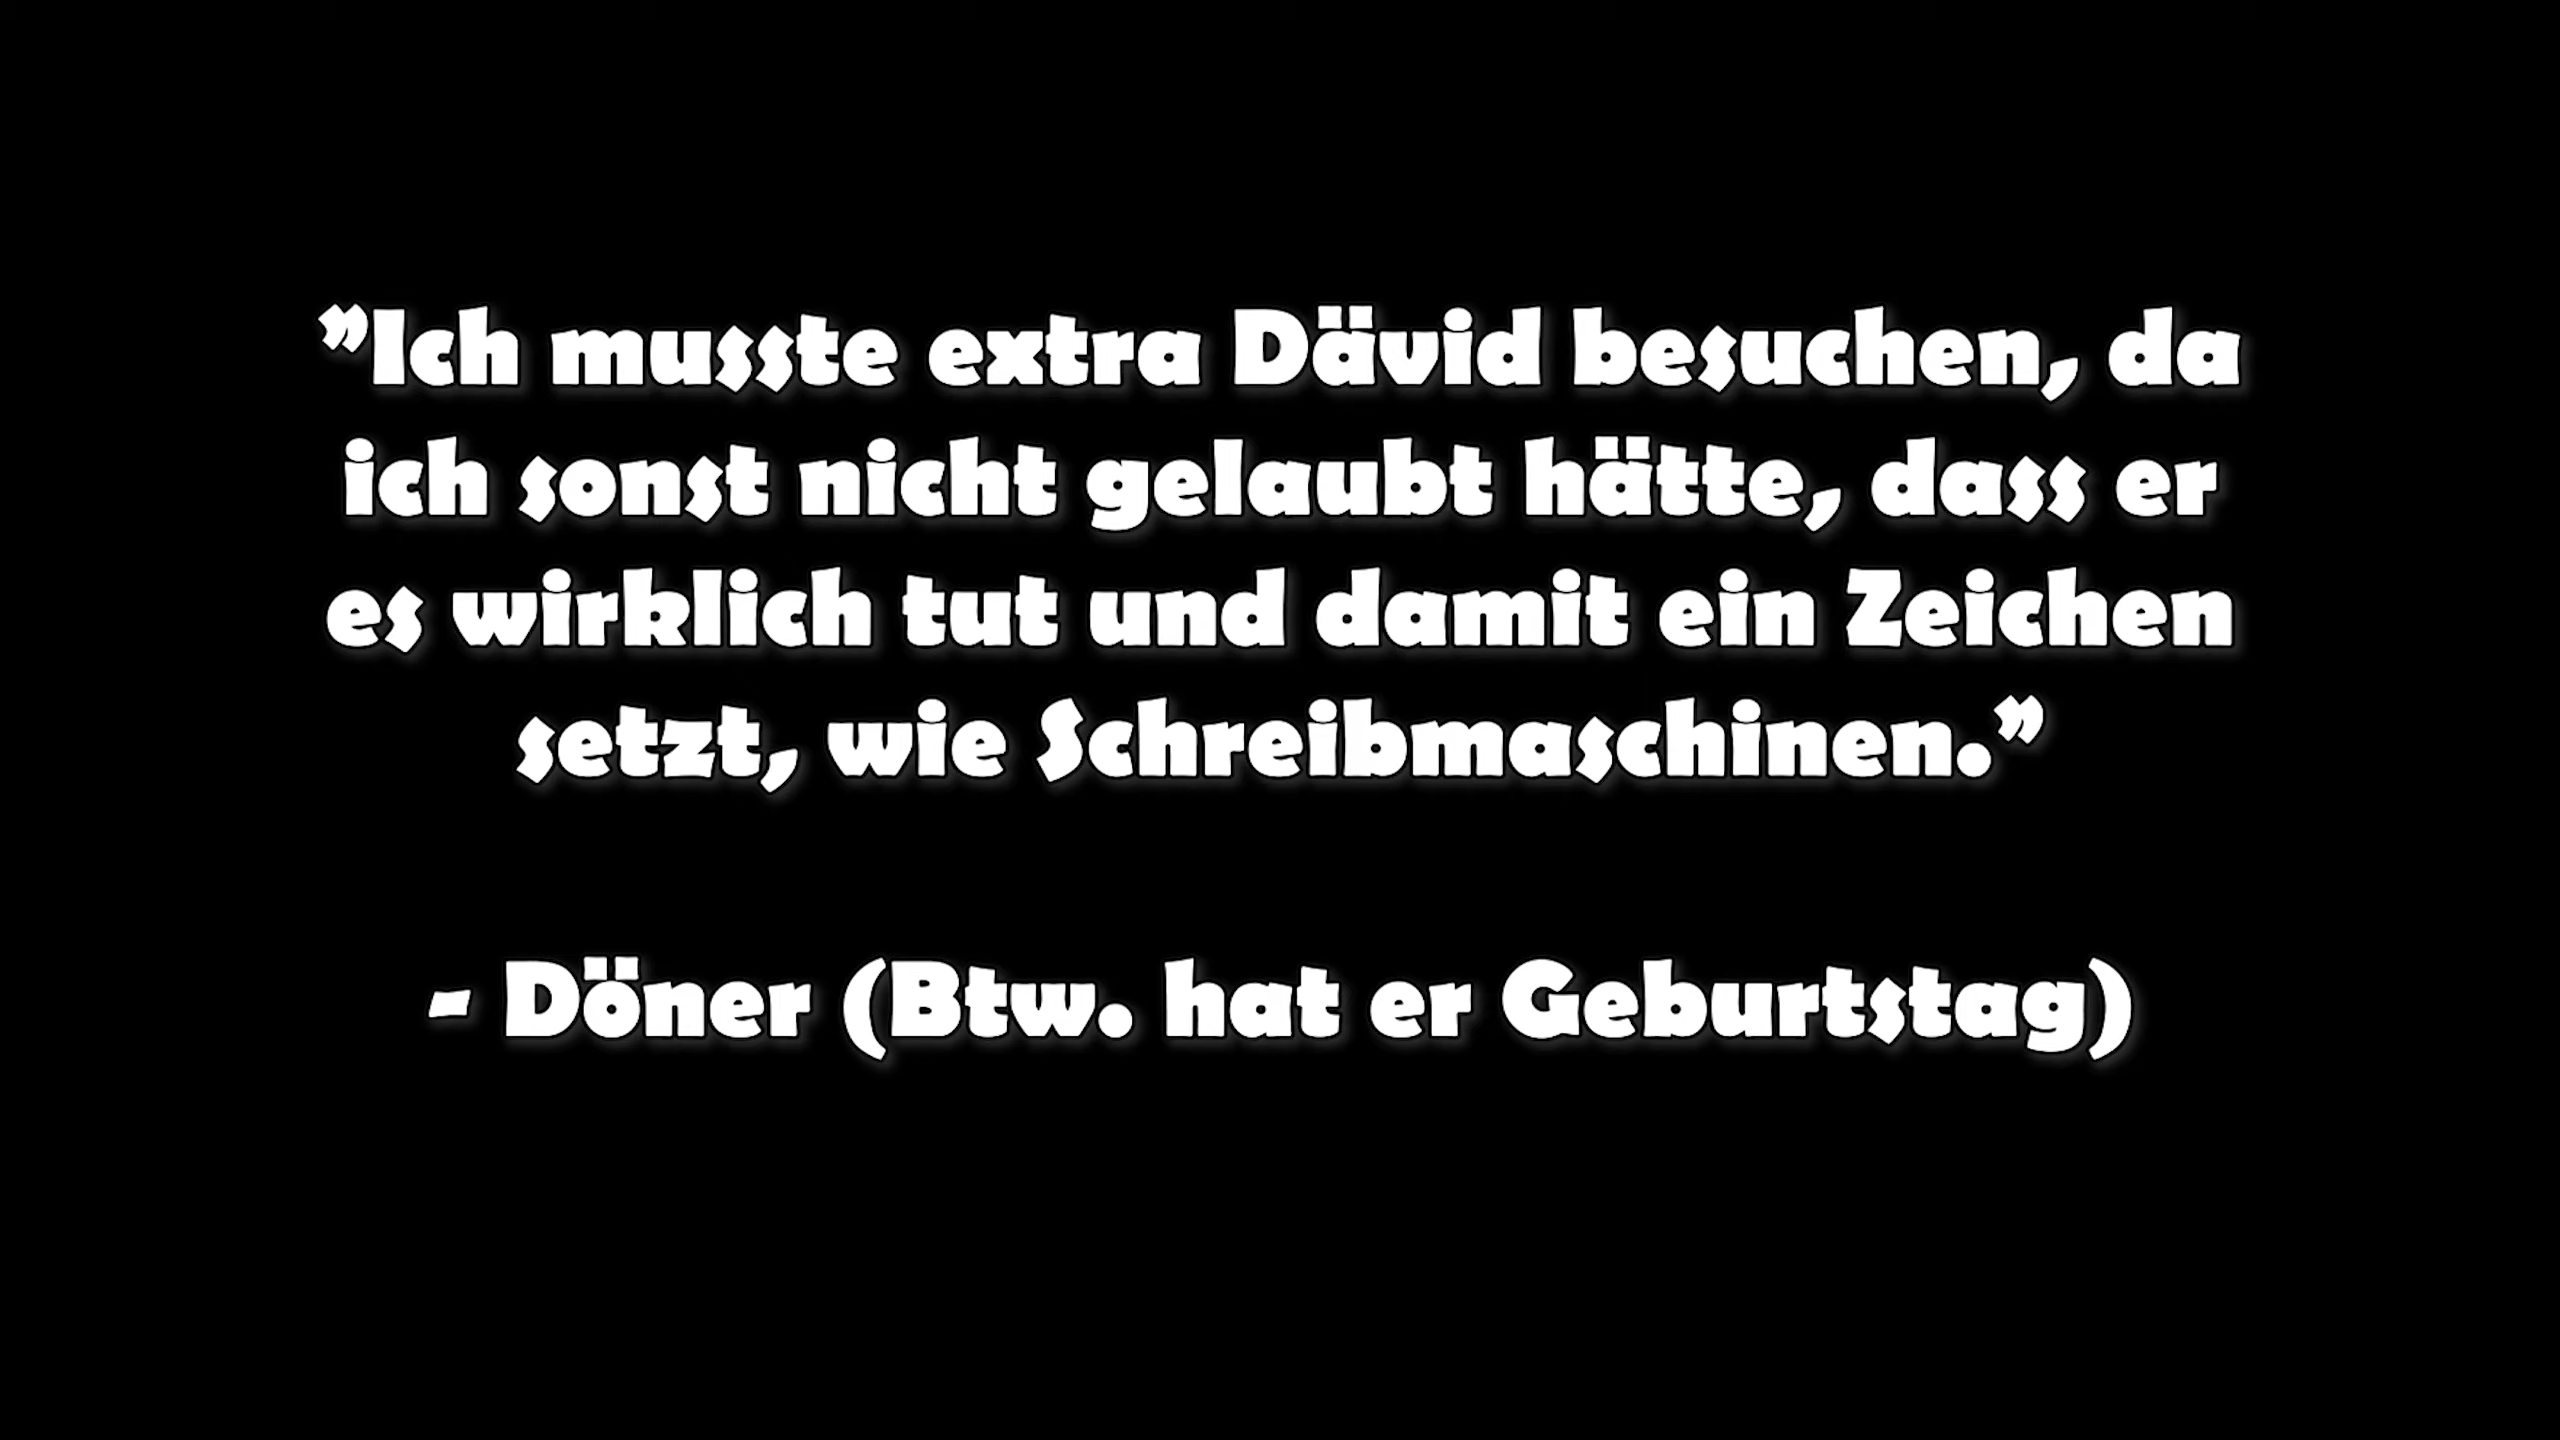 ”Ich musste extra Dävid besuchen, da
ich sonst nicht gelaubt hätte, dass er
es wirklich tut und damit ein Zeichen
setzt, wie Schreibmaschinen.”
- Döner (Btw. hat er Geburtstag)